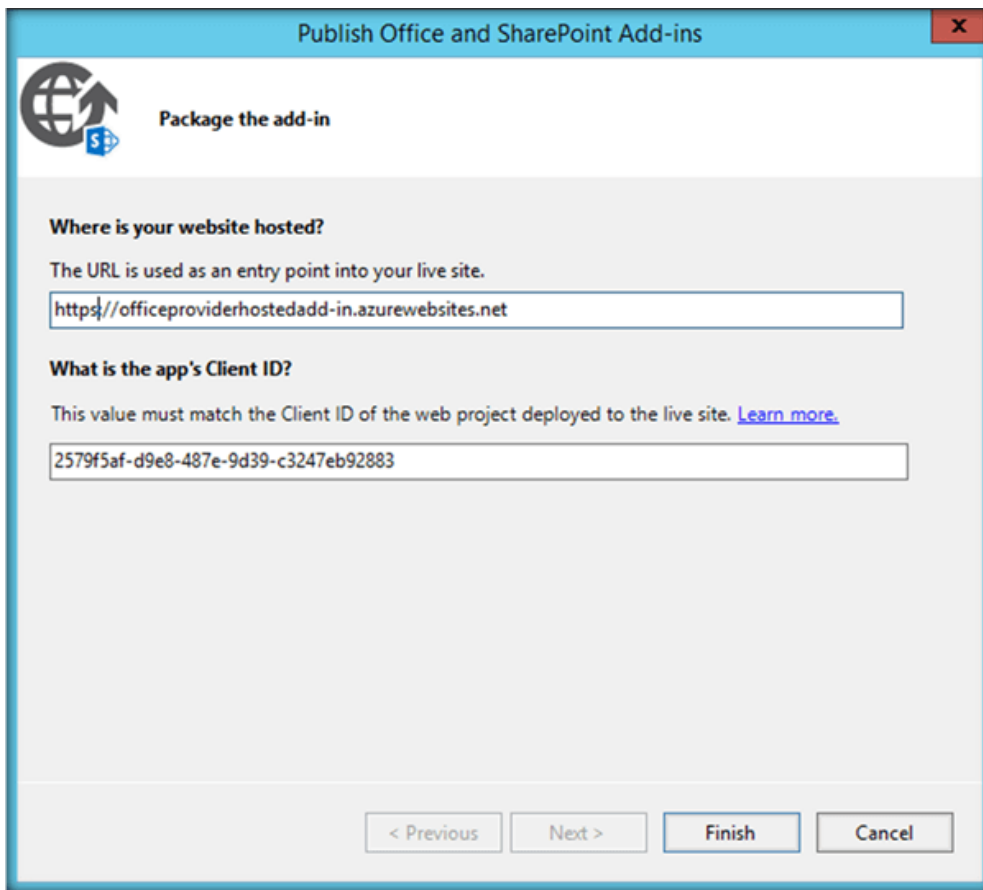 Publish Office and SharePoint Add-ins
x
Package the add-in
Where is your website hosted?
The URL is used as an entry point into your live site.
https://officeproviderhostedadd-in.azurewebsites.net
What is the app's Client ID?
This value must match the Client ID of the web project deployed to the live site. Learn more.
2579f5af-d9e8-487e-9d39-c3247eb92883
< Previous Next > Finish Cancel